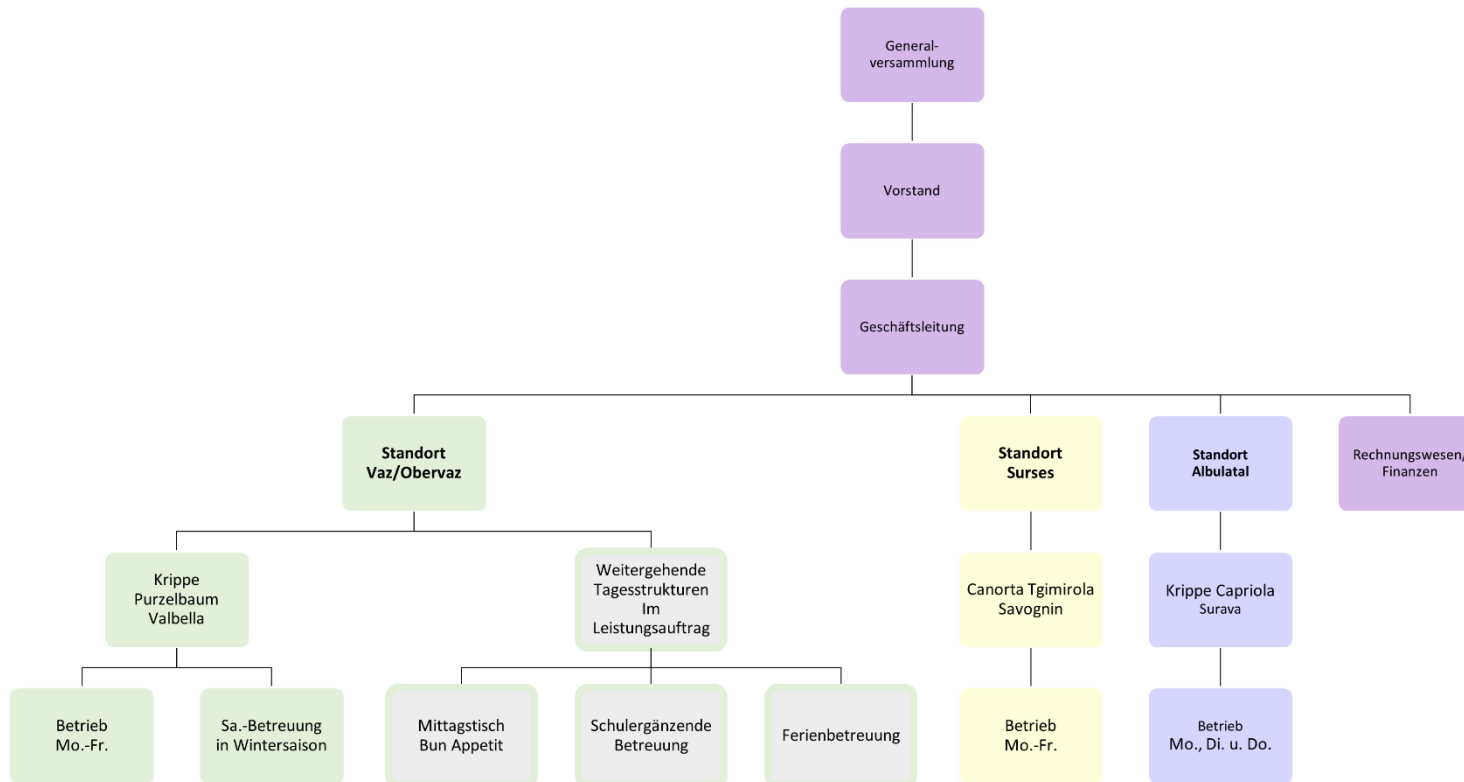 General-
versammlung
Vorstand
Geschäftsleitung
Standort
Vaz/Obervaz
Standort
Surses
Standort
Albulatal
Rechnungswesen/
Finanzen
Krippe
Purzelbaum
Valbella
Weitergehende
Tagesstrukturen
Im
Leistungsauftrag
Canorta Tgimirola
Savognin
Krippe Capriola
Surava
Betrieb
Mo.-Fr.
Sa.-Betreuung
in Wintersaison
Mittagstisch
Bun Appetit
Schulergänzende
Betreuung
Ferienbetreuung
Betrieb
Mo.-Fr.
Betrieb
Mo., Di. u. Do.